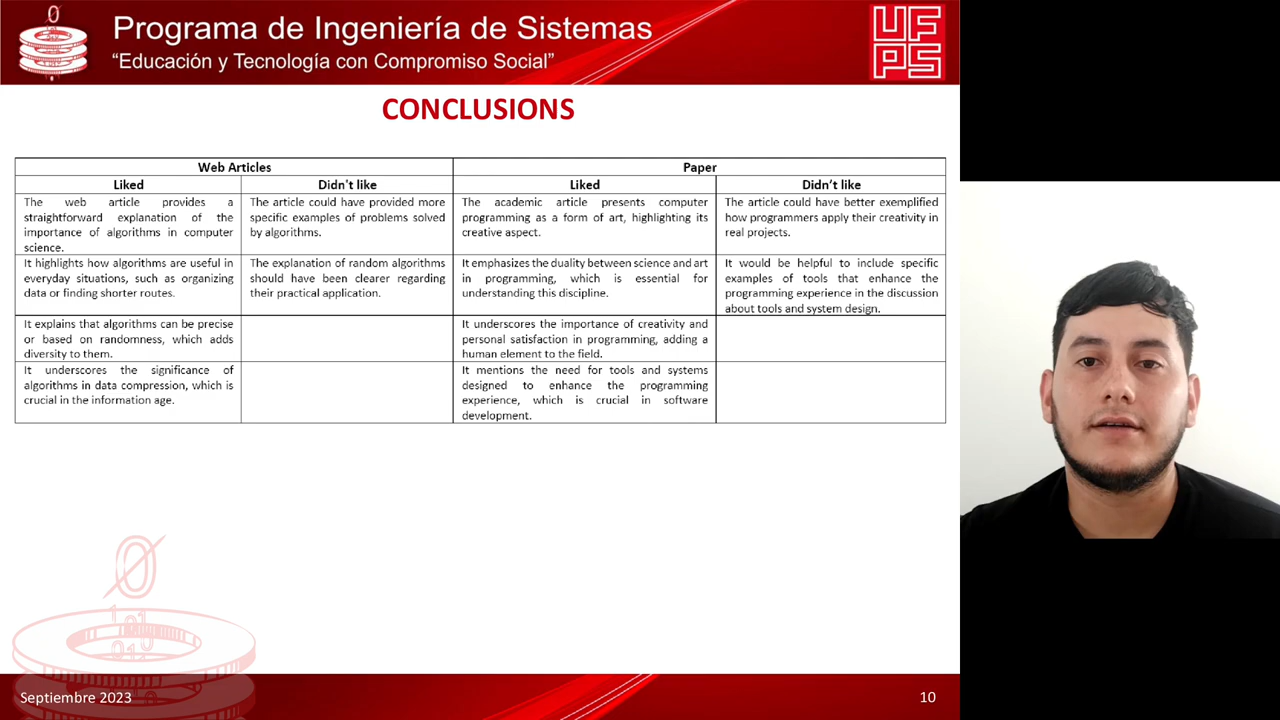 Programa de Ingeniería de Sistemas
“Educación y Tecnología con Compromiso Social”
UF
PS
CONCLUSIONS
Web Articles
Paper
Liked
Didn't like
Liked
Didn’t like
The web article provides a
straightforward explanation of the
importance of algorithms in computer
science.
The article could have provided more
specific examples of problems solved
by algorithms.
The academic article presents computer
programming as a form of art, highlighting its
creative aspect.
The article could have better exemplified
how programmers apply their creativity in
real projects.
It highlights how algorithms are useful in
everyday situations, such as organizing
data or finding shorter routes.
The explanation of random algorithms
should have been clearer regarding
their practical application.
It emphasizes the duality between science and art
in programming, which is essential for
understanding this discipline.
It would be helpful to include specific
examples of tools that enhance the
programming experience in the discussion
about tools and system design.
It explains that algorithms can be precise
or based on randomness, which adds
diversity to them.
It underscores the importance of creativity and
personal satisfaction in programming, adding a
human element to the field.
It underscores the significance of
algorithms in data compression, which is
crucial in the information age.
It mentions the need for tools and systems
designed to enhance the programming
experience, which is crucial in software
development.
Septiembre 2023
10